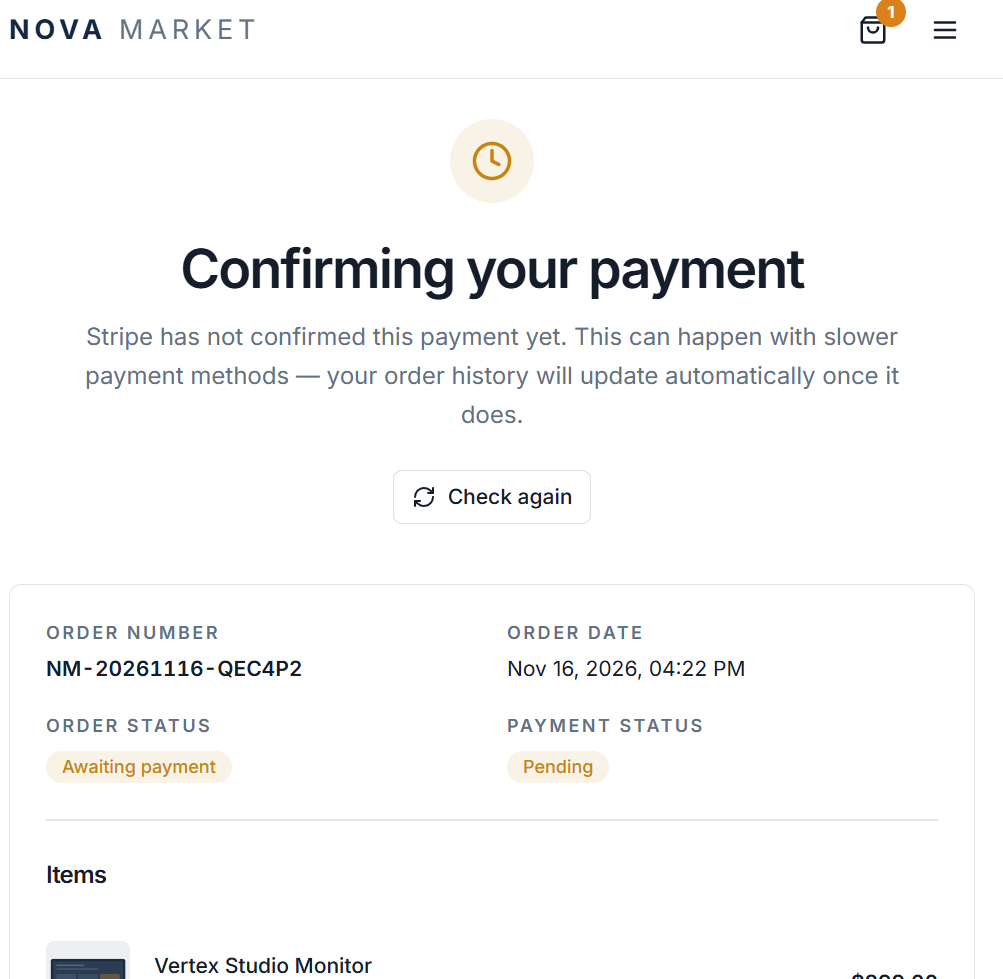 NOVA MARKET
1
Confirming your payment
Stripe has not confirmed this payment yet. This can happen with slower
payment methods — your order history will update automatically once it
does.
Check again
ORDER NUMBER
ORDER DATE
NM-20261116-QEC4P2
Nov 16, 2026, 04:22 PM
ORDER STATUS
PAYMENT STATUS
Awaiting payment
Pending
Items
Vertex Studio Monitor